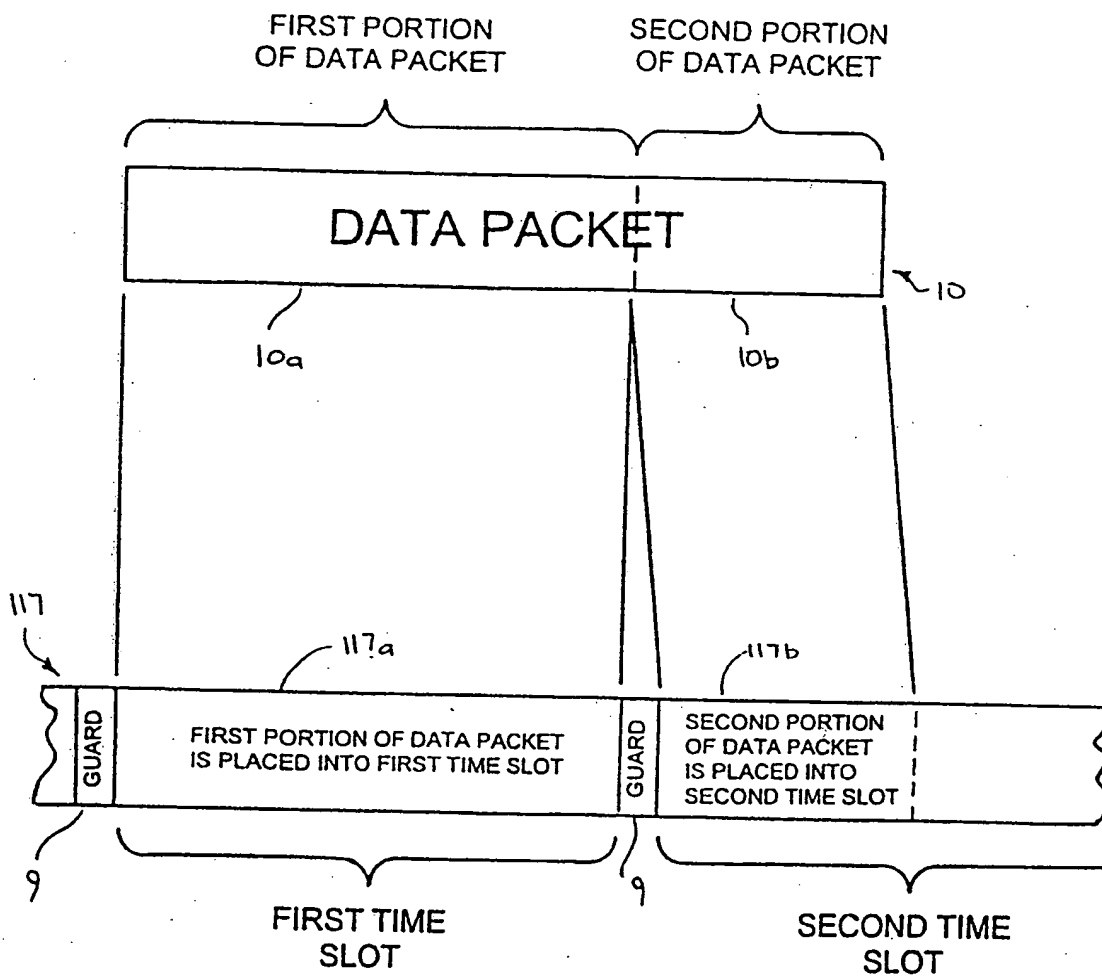 FIRST PORTION
OF DATA PACKET
SECOND PORTION
OF DATA PACKET
DATA PACKET
10
10a
10b
117
117a
117b
GUARD
FIRST PORTION OF DATA PACKET
IS PLACED INTO FIRST TIME SLOT
GUARD
SECOND PORTION
OF DATA PACKET
IS PLACED INTO
SECOND TIME SLOT
9
9
FIRST TIME
SLOT
SECOND TIME
SLOT